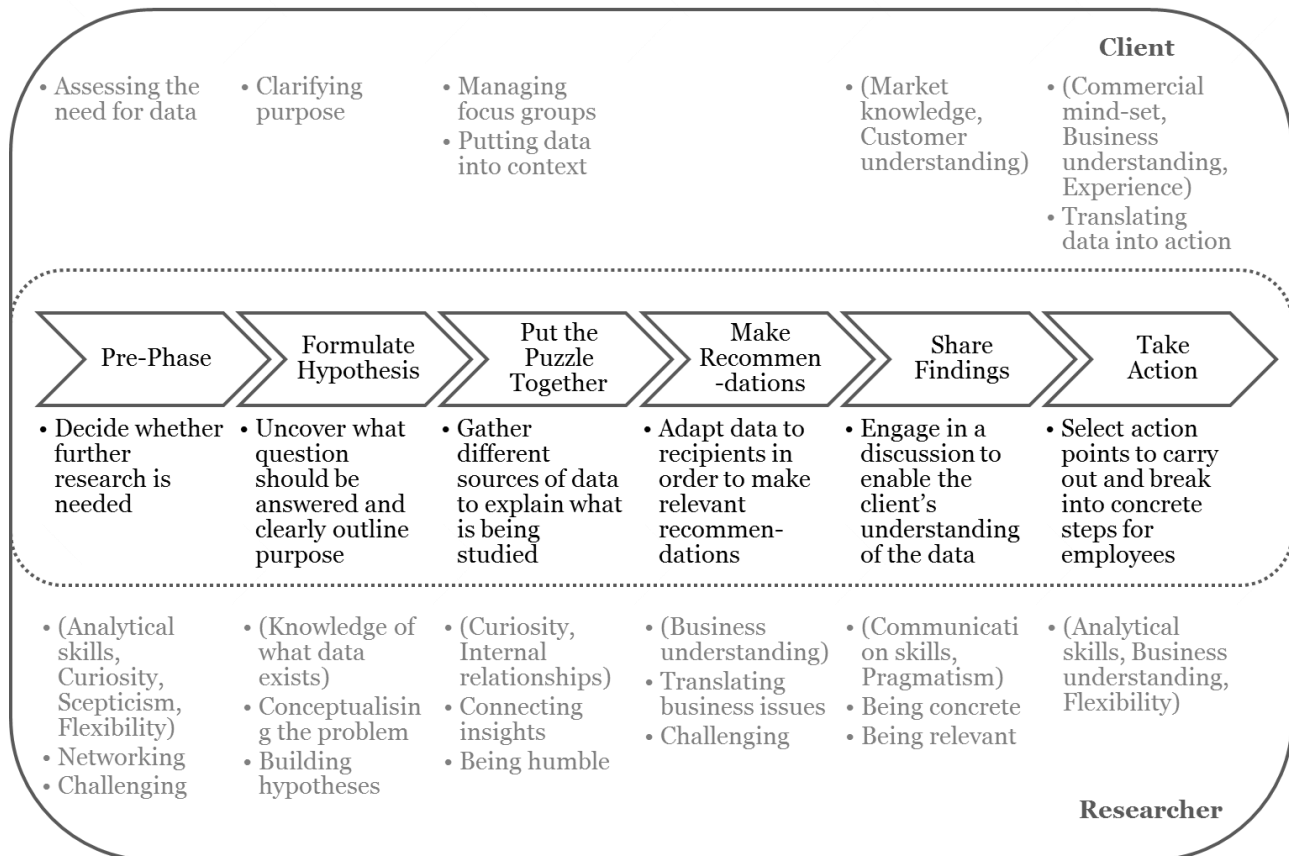 Client
• Assessing the
need for data
• Clarifying
purpose
• Managing
focus groups
• Putting data
into context
• (Market
knowledge,
Customer
understanding)
• (Commercial
mind-set,
Business
understanding,
Experience)
• Translating
data into action
Pre-Phase
Formulate
Hypothesis
Put the
Puzzle
Together
Make
Recommen
-dations
Share
Findings
Take
Action
• Decide whether
further
research is
needed
• Uncover what
question
should be
answered and
clearly outline
purpose
• Gather
different
sources of data
to explain what
is being
studied
• Adapt data to
recipients in
order to make
relevant
recommen-
dations
• Engage in a
discussion to
enable the
client’s
understanding
of the data
• Select action
points to carry
out and break
into concrete
steps for
employees
• (Analytical
skills,
Curiosity,
Scepticism,
Flexibility)
• Networking
• Challenging
• (Knowledge of
what data
exists)
• Conceptualisin
g the problem
• Building
hypotheses
• (Curiosity,
Internal
relationships)
• Connecting
insights
• Being humble
• (Business
understanding)
• Translating
business issues
• Challenging
• (Communicati
on skills,
Pragmatism)
• Being concrete
• Being relevant
• (Analytical
skills, Business
understanding,
Flexibility)
Researcher